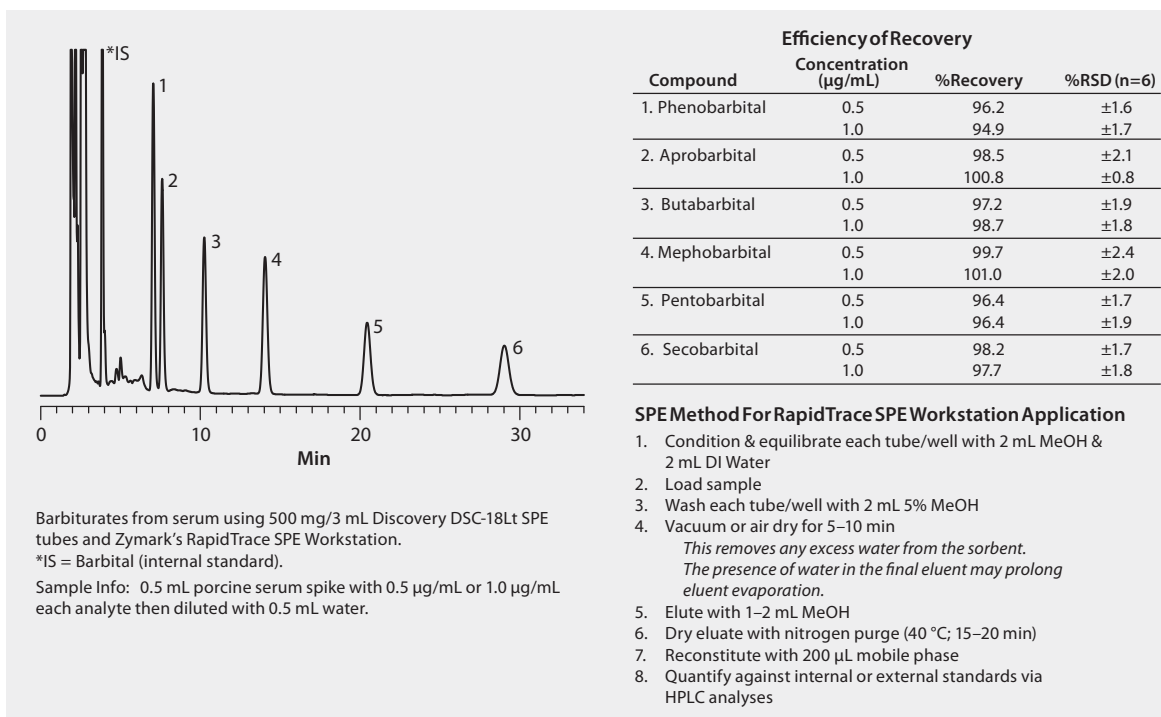 *IS
1
2
3
4
5
6
0
10
20
30
Min
Barbiturates from serum using 500 mg/3 mL Discovery DSC-18Lt SPE
tubes and Zymark's RapidTrace SPE Workstation.
*IS = Barbital (internal standard).
Sample Info: 0.5 mL porcine serum spike with 0.5 µg/mL or 1.0 µg/mL
each analyte then diluted with 0.5 mL water.
Efficiency of Recovery
Compound Concentration (µg/mL) %Recovery %RSD (n=6)
1. Phenobarbital 0.5 96.2 ±1.6
1.0 94.9 ±1.7
2. Aprobarbital 0.5 98.5 ±2.1
1.0 100.8 ±0.8
3. Butabarbital 0.5 97.2 ±1.9
1.0 98.7 ±1.8
4. Mephobarbital 0.5 99.7 ±2.4
1.0 101.0 ±2.0
5. Pentobarbital 0.5 96.4 ±1.7
1.0 96.4 ±1.9
6. Secobarbital 0.5 98.2 ±1.7
1.0 97.7 ±1.8
SPE Method For RapidTrace SPE Workstation Application
1. Condition & equilibrate each tube/well with 2 mL MeOH &
2 mL DI Water
2. Load sample
3. Wash each tube/well with 2 mL 5% MeOH
4. Vacuum or air dry for 5–10 min
This removes any excess water from the sorbent.
The presence of water in the final eluent may prolong
eluent evaporation.
5. Elute with 1–2 mL MeOH
6. Dry eluate with nitrogen purge (40 °C; 15–20 min)
7. Reconstitute with 200 µL mobile phase
8. Quantify against internal or external standards via
HPLC analyses